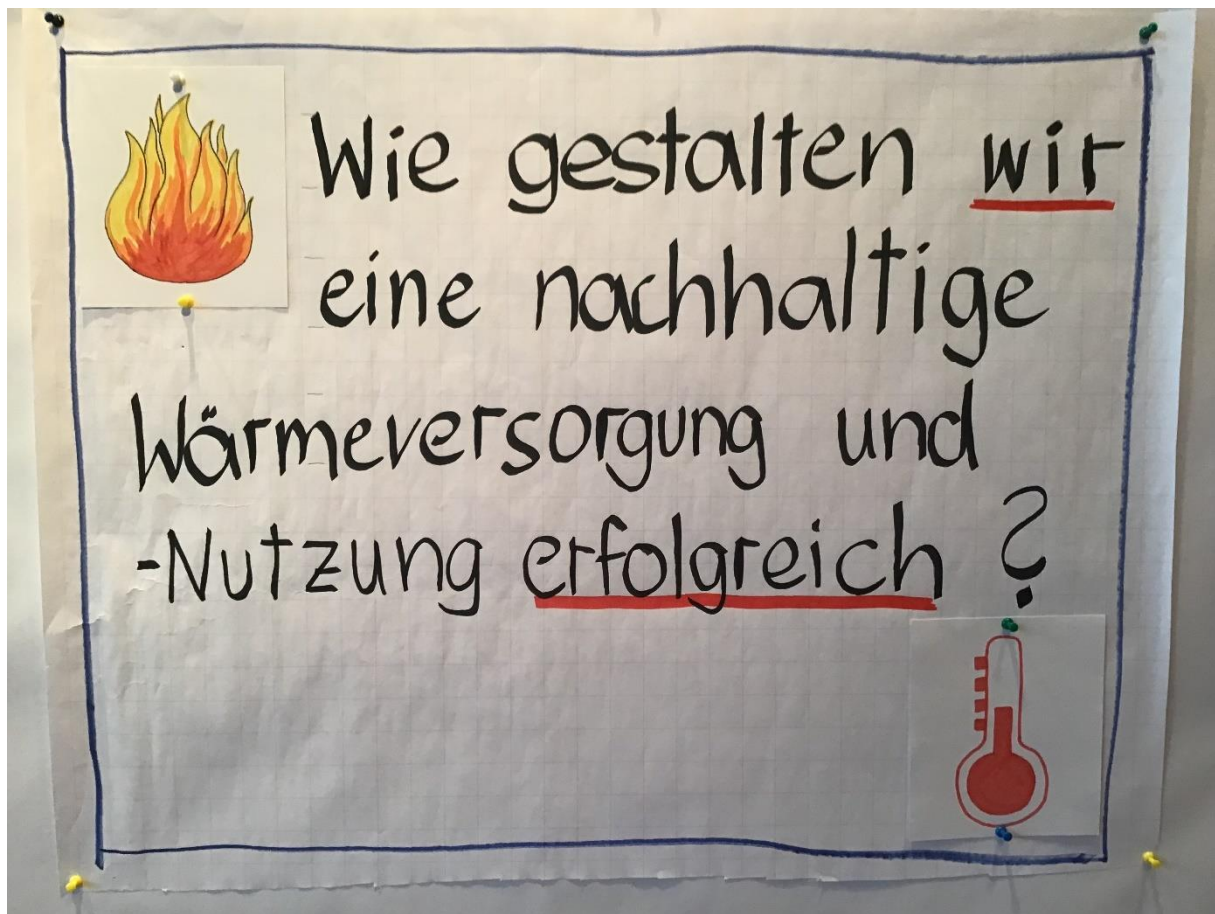 Wie gestalten wir
eine nachhaltige
Wärmeversorgung und
-Nutzung erfolgreich ?